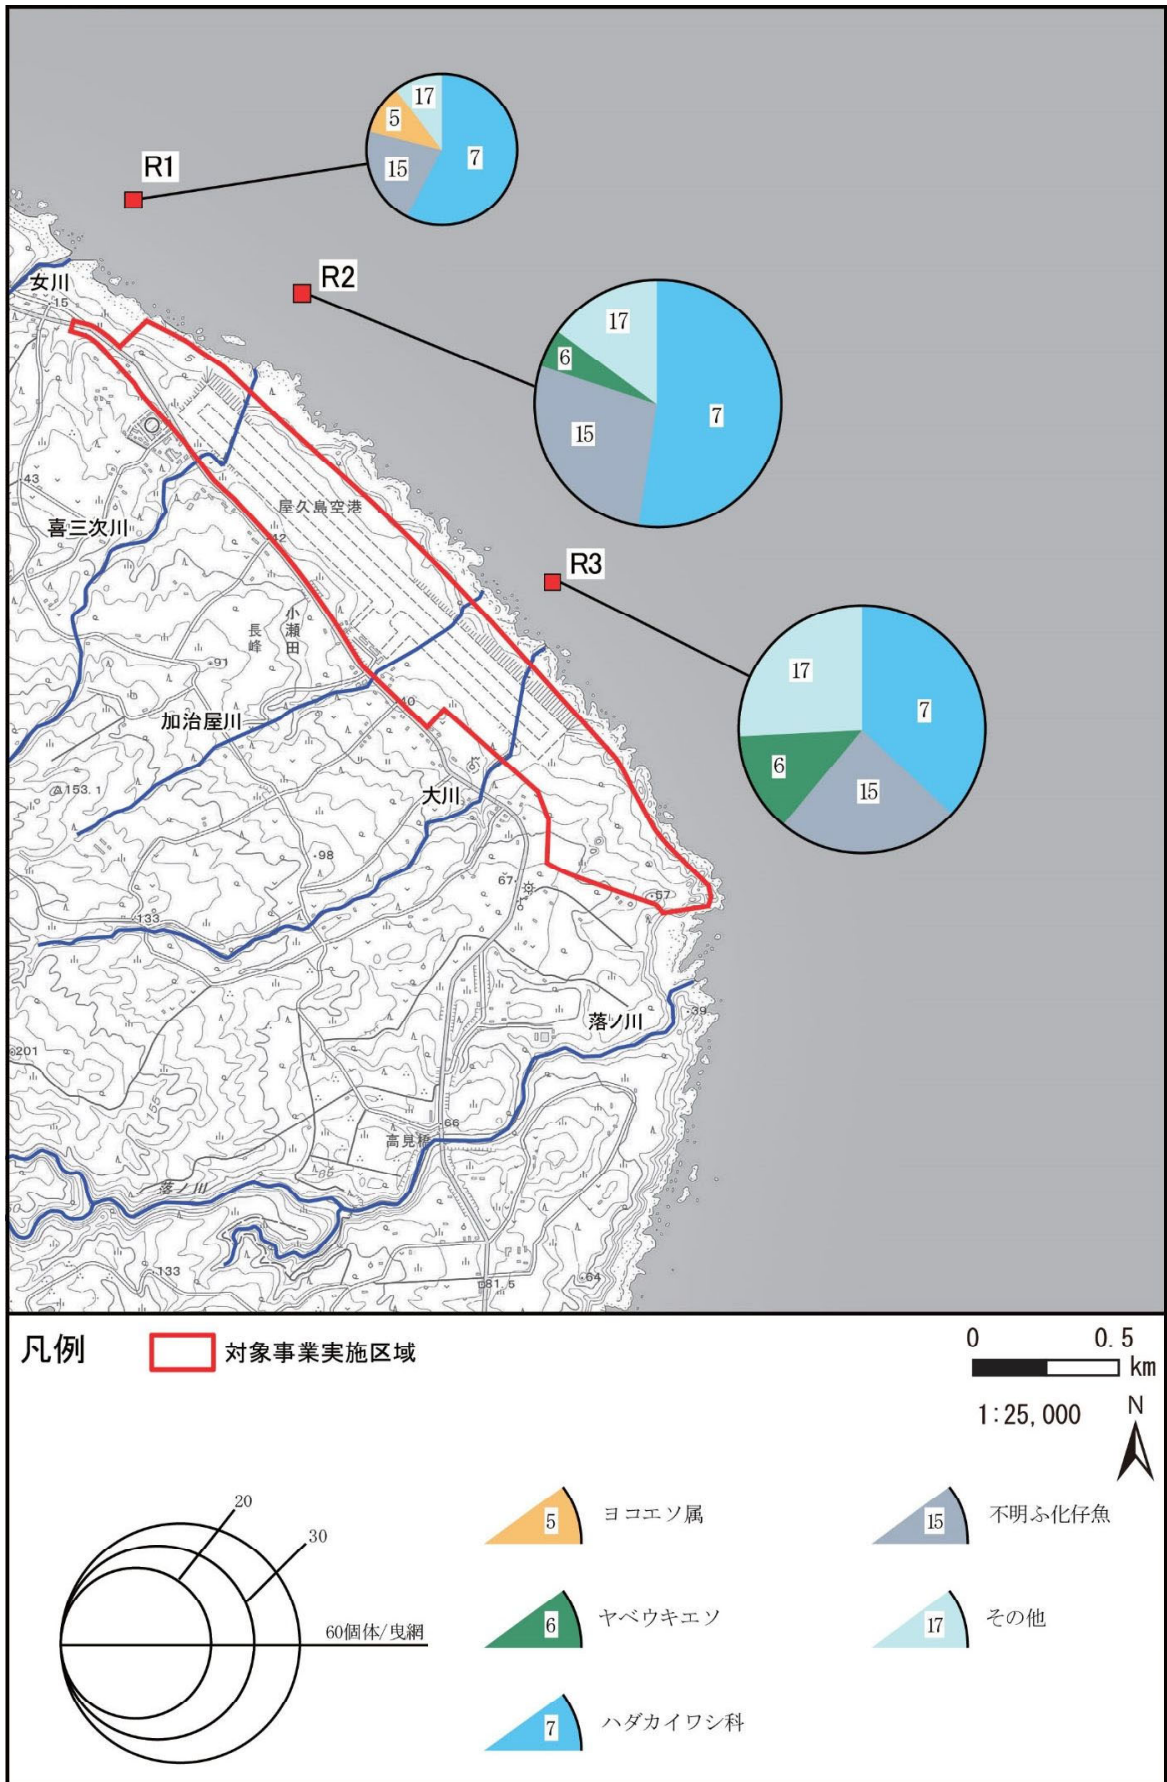 17
5
7
15
R1
R2
女川
15
17
6
7
15
43
屋久島空港
喜三次川
42
R3
小瀬田
長峰
91
17
7
加治屋川
40
6
15
153.1
大川
98
67
57
133
落ノ川
39
201
155
66
高見橋
85
落ノ川
133
64
81.5
凡例
対象事業実施区域
0 0.5
km
1:25,000
N
20
30
60個体/曳網
5 ヨコエソ属
15 不明ふ化仔魚
6 ヤベウキエソ
17 その他
7 ハダカイワシ科